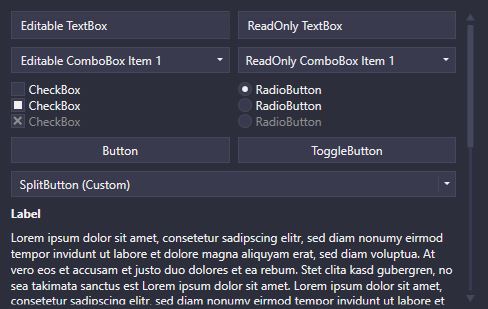 Editable TextBox
ReadOnly TextBox
Editable ComboBox Item 1
ReadOnly ComboBox Item 1
CheckBox
RadioButton
CheckBox
RadioButton
CheckBox
RadioButton
Button
ToggleButton
SplitButton (Custom)
Label
Lorem ipsum dolor sit amet, consetetur sadipscing elitr, sed diam nonumy eirmod
tempor invidunt ut labore et dolore magna aliquyam erat, sed diam voluptua. At
vero eos et accusam et justo duo dolores et ea rebum. Stet clita kasd gubergren, no
sea takimata sanctus est Lorem ipsum dolor sit amet. Lorem ipsum dolor sit amet,
consetetur sadipscing elitr, sed diam nonumy eirmod tempor invidunt ut labore et